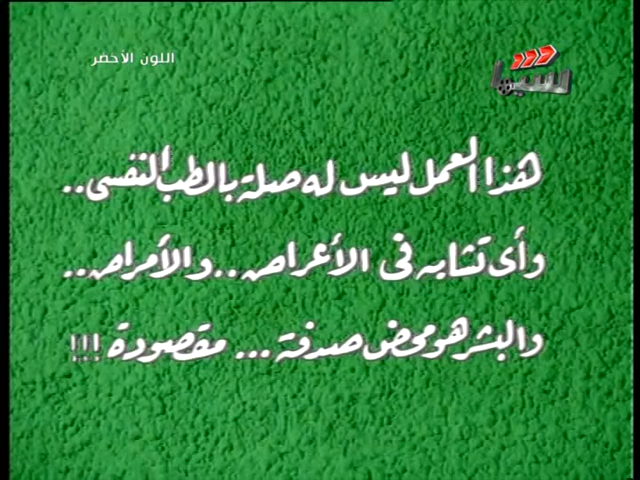 اللون الأخضر
السيما
هذا العمل ليس له صلة بالطب النفسى..
وأى تشابه فى الأعراض.. والأمراض..
والبشر هو محض صدفة... مقصودة !!!